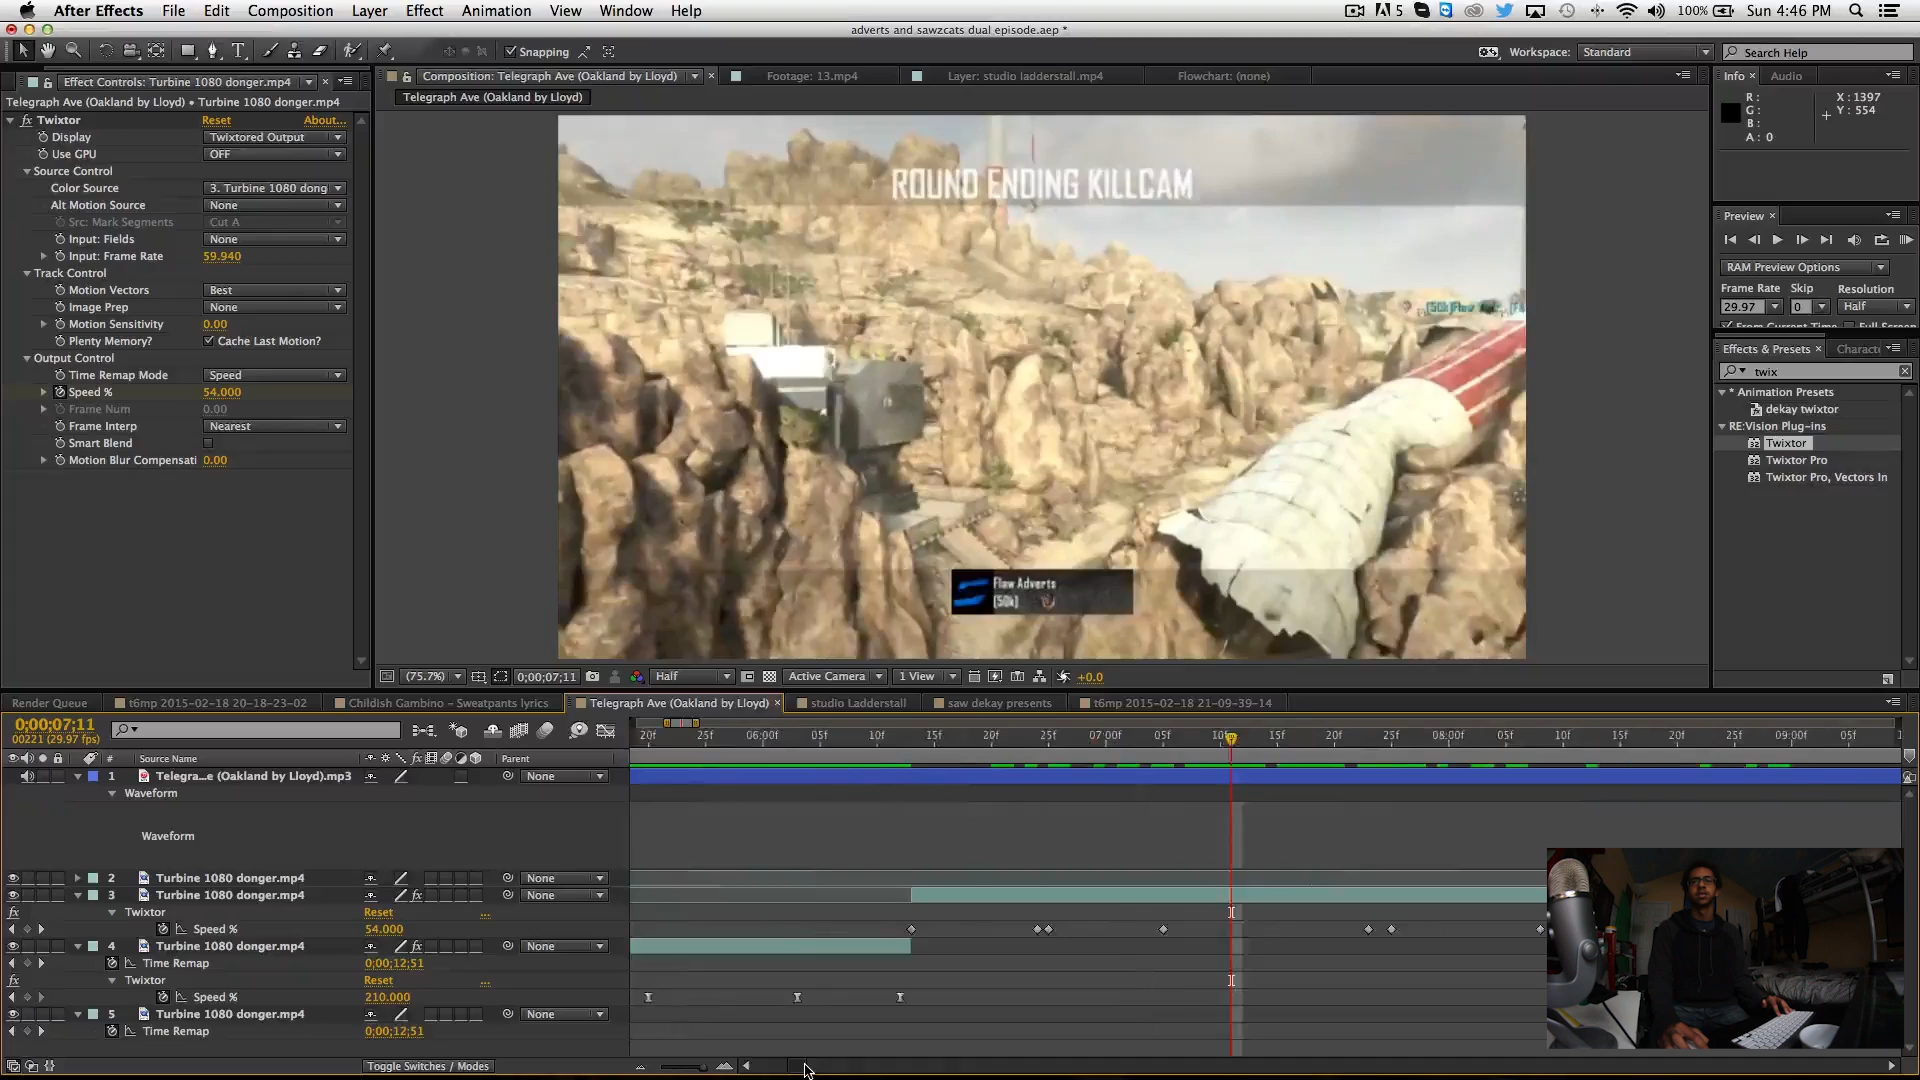 After Effects File Edit Composition Layer Effect Animation View Window Help 5 100% Sun 4:46 PM
adverts and sawzcats dual episode.aep *
Snapping Workspace: Standard Search Help
Effect Controls: Turbine 1080 donger.mp4 Composition: Telegraph Ave (Oakland by Lloyd) Footage: 13.mp4 Layer: studio ladderstall.mp4 Flowchart: (none) Info Audio
Telegraph Ave (Oakland by Lloyd) • Turbine 1080 donger.mp4 Telegraph Ave (Oakland by Lloyd)
fx Twixtor Reset About...
Display Twixtored Output
Use GPU OFF
Source Control
Color Source 3. Turbine 1080 dong
Alt Motion Source None
Src: Mark Segments Cut A
Input: Fields None
Input: Frame Rate 59.940
Track Control
Motion Vectors Best
Image Prep None
Motion Sensitivity 0.00
Plenty Memory? Cache Last Motion?
Output Control
Time Remap Mode Speed
Speed % 54.000
Frame Num 0.00
Frame Interp Nearest
Smart Blend
Motion Blur Compensati 0.00
ROUND ENDING KILLCAM
Flaw Adverts
[50k]
R: X: 1397
G: Y: 554
B:
A: 0
Preview
RAM Preview Options
Frame Rate Skip Resolution
29.97 0 Half
From Current Time Full Screen
Effects & Presets Characte
twix
* Animation Presets
dekay twixtor
RE:Vision Plug-ins
Twixtor
Twixtor Pro
Twixtor Pro, Vectors In
(75.7%) 0;00;07;11 Half Active Camera 1 View +0.0
Render Queue t6mp 2015-02-18 20-18-23-02 Childish Gambino - Sweatpants lyrics Telegraph Ave (Oakland by Lloyd) studio Ladderstall saw dekay presents t6mp 2015-02-18 21-09-39-14
0;00;07;11
00221 (29.97 fps)
20f 25f 06:00f 05f 10f 15f 20f 25f 07:00f 05f 10f 15f 20f 25f 08:00f 05f 10f 15f 20f 25f 09:00f 05f 1
# Source Name Parent
1 Telegra...e (Oakland by Lloyd).mp3 None
Waveform
Waveform
2 Turbine 1080 donger.mp4 None
3 Turbine 1080 donger.mp4 fx None
fx Twixtor Reset ...
Speed % 54.000
4 Turbine 1080 donger.mp4 fx None
Time Remap 0;00;12;51
fx Twixtor Reset ...
Speed % 210.000
5 Turbine 1080 donger.mp4 None
Time Remap 0;00;12;51
Toggle Switches / Modes